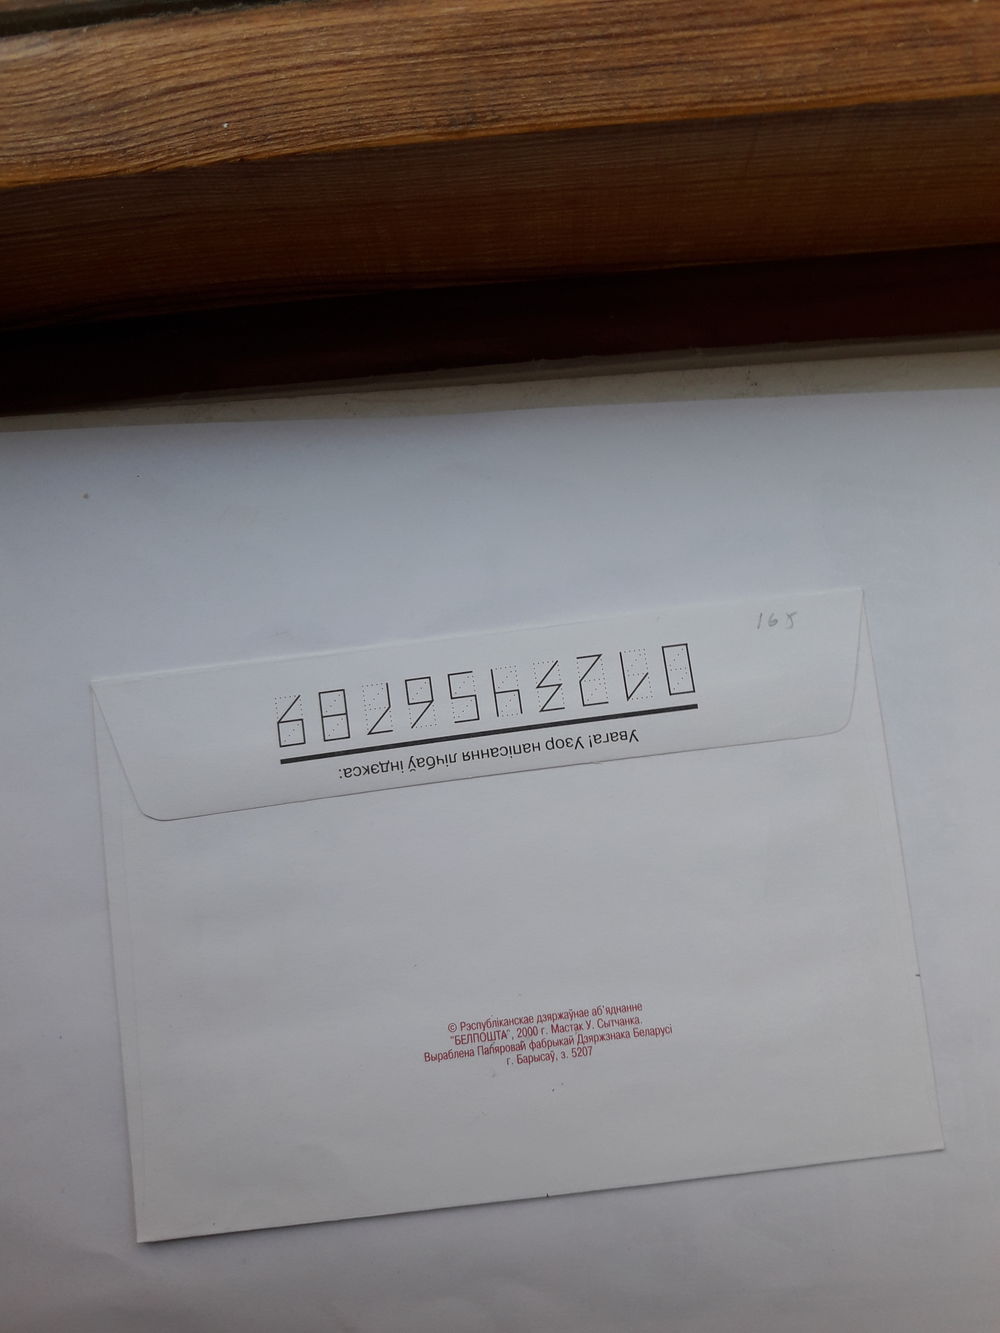 165
Увага! Узор напісання лічбаў індэкса:
0123456789
© Рэспубліканскае дзяржаўнае аб'яднанне
"БЕЛПОШТА", 2000 г. Мастак У. Сытчанка.
Выраблена Папяровай фабрыкай Дзяржзнака Беларусі
г. Барысаў, з. 5207